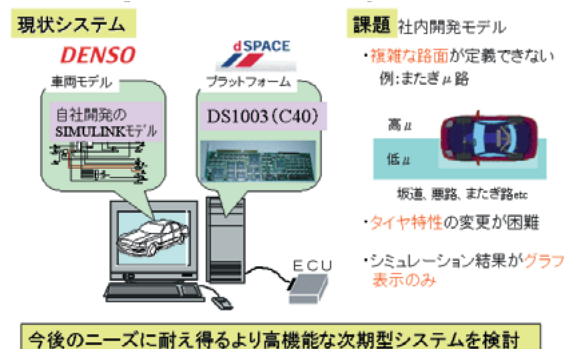 現状システム
DENSO
dSPACE
車両モデル
プラットフォーム
自社開発の
SIMULINKモデル
DS1003(C40)
ECU
課題 社内開発モデル
・複雑な路面が定義できない
例:またぎμ路
高μ
低μ
坂道、悪路、またぎ路etc
・タイヤ特性の変更が困難
・シミュレーション結果がグラフ
表示のみ
今後のニーズに耐え得るより高機能な次期型システムを検討